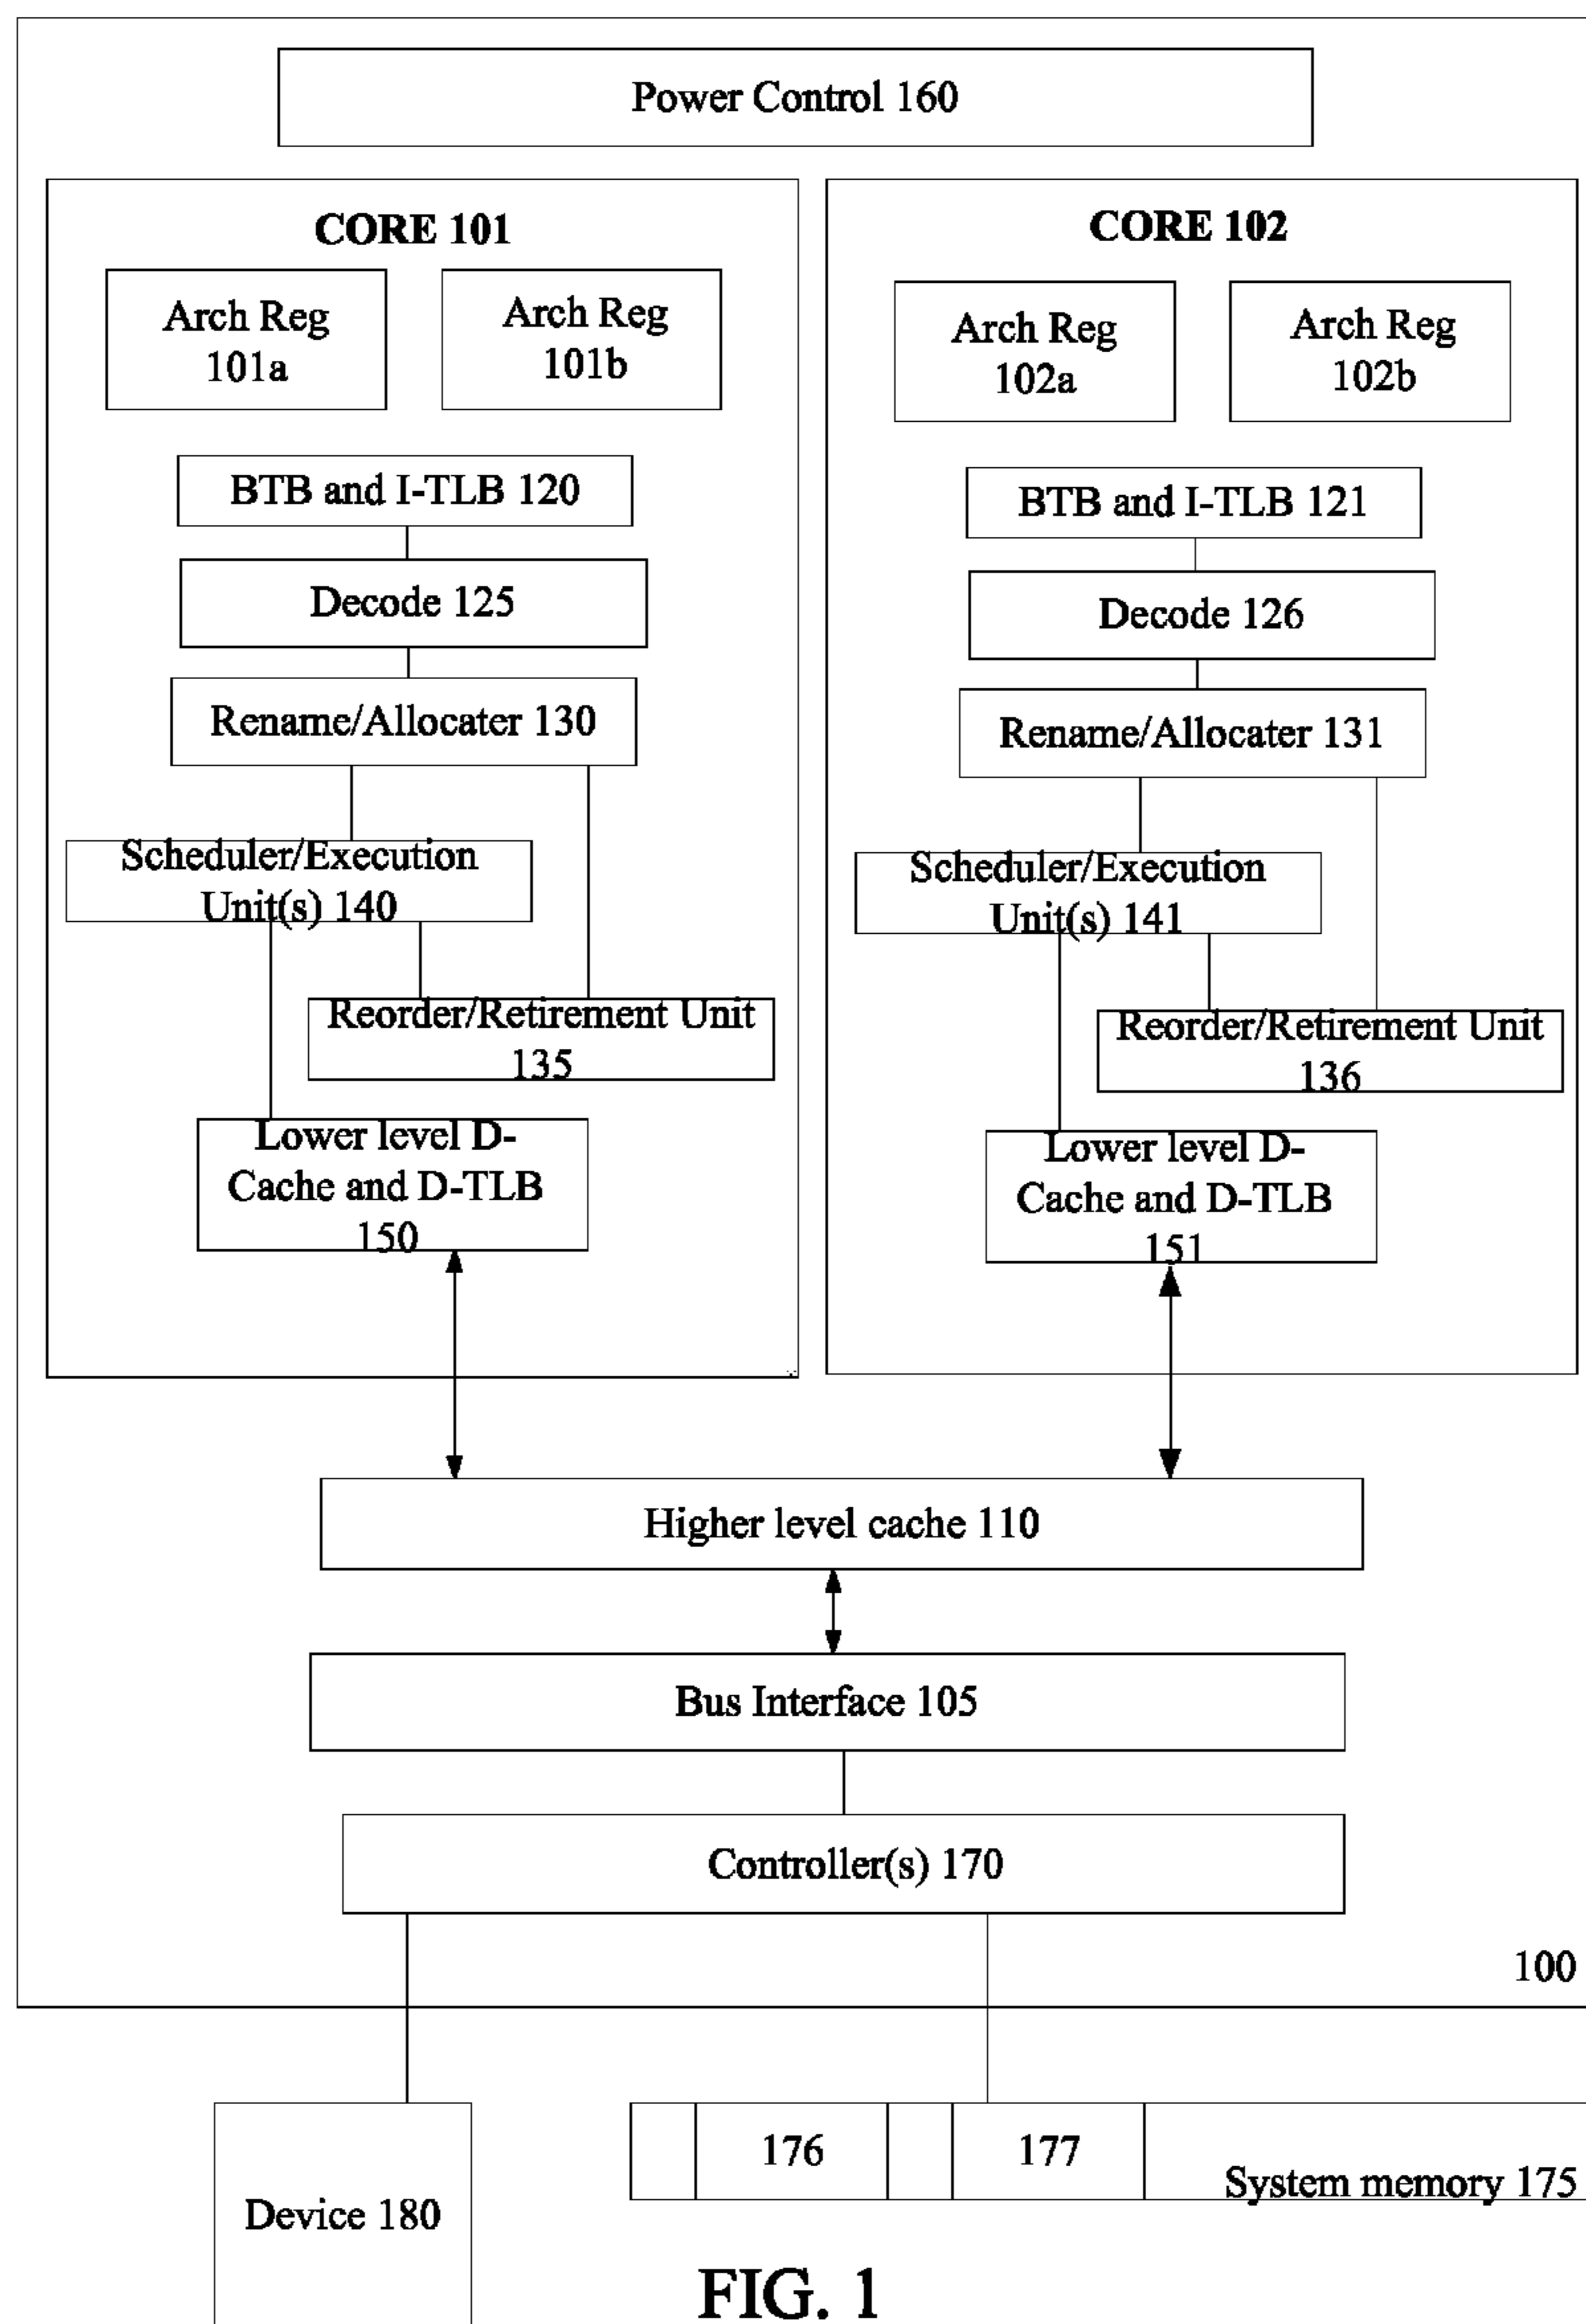 Power Control 160
CORE 101
Arch Reg
101a
Arch Reg
101b
BTB and I-TLB 120
Decode 125
Rename/Allocater 130
Scheduler/Execution
Unit(s) 140
Reorder/Retirement Unit
135
Lower level D-
Cache and D-TLB
150
CORE 102
Arch Reg
102a
Arch Reg
102b
BTB and I-TLB 121
Decode 126
Rename/Allocater 131
Scheduler/Execution
Unit(s) 141
Reorder/Retirement Unit
136
Lower level D-
Cache and D-TLB
151
Higher level cache 110
Bus Interface 105
Controller(s) 170
100
176
177
System memory 175
Device 180
FIG. 1